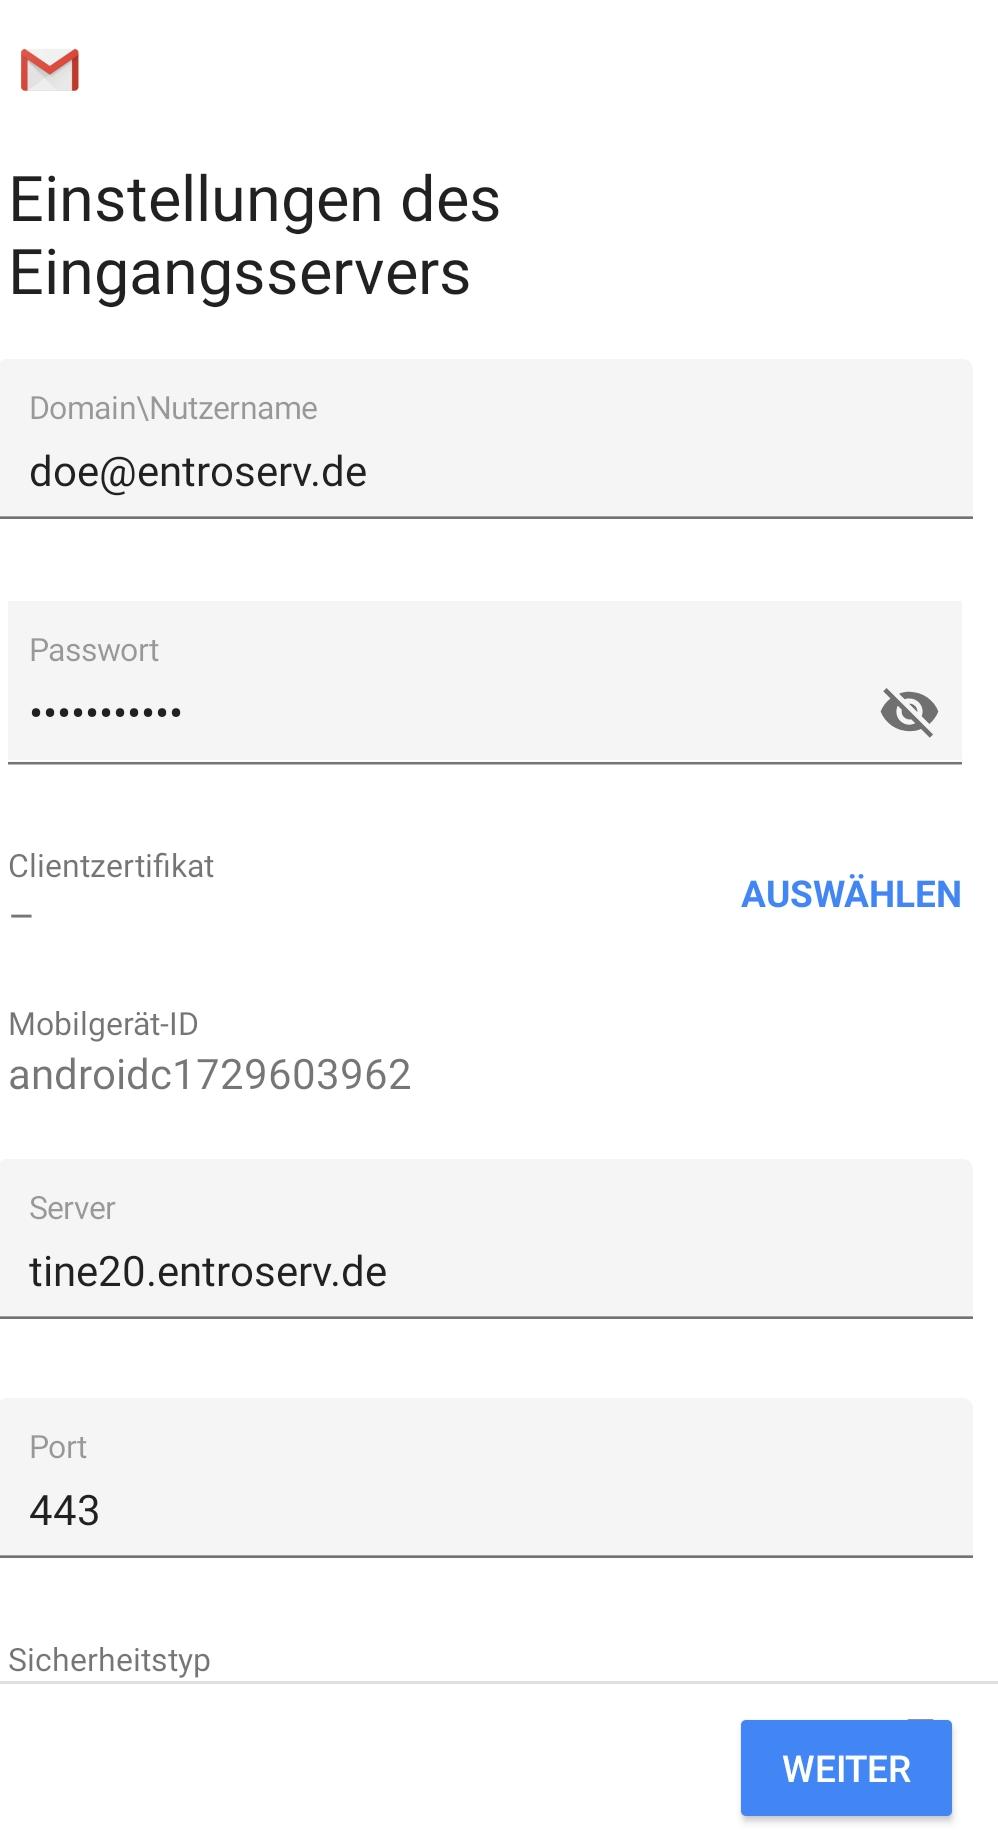 Einstellungen des
Eingangsservers
Domain\Nutzername
doe@entroserv.de
Passwort
•••••••••••
Clientzertifikat
–
AUSWÄHLEN
Mobilgerät-ID
androidc1729603962
Server
tine20.entroserv.de
Port
443
Sicherheitstyp
WEITER